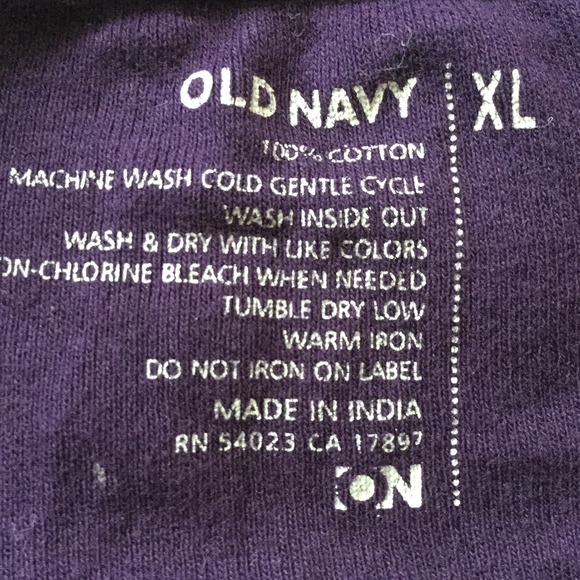 OLD NAVY XL
100% COTTON
MACHINE WASH COLD GENTLE CYCLE
WASH INSIDE OUT
WASH & DRY WITH LIKE COLORS
ON-CHLORINE BLEACH WHEN NEEDED
TUMBLE DRY LOW
WARM IRON
DO NOT IRON ON LABEL
MADE IN INDIA
RN 54023 CA 17897
ON